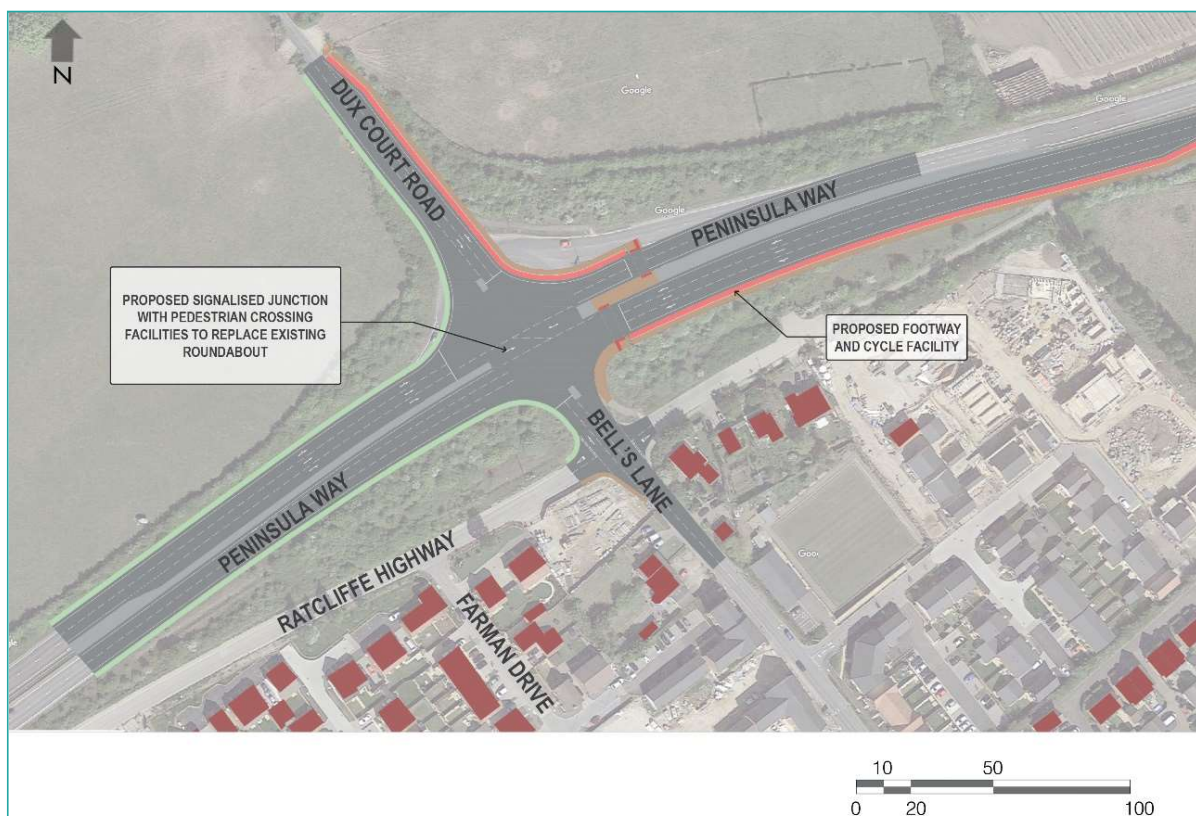 N
Google
Google
Google
DUX COURT ROAD
PENINSULA WAY
PROPOSED SIGNALISED JUNCTION
WITH PEDESTRIAN CROSSING
FACILITIES TO REPLACE EXISTING
ROUNDABOUT
PROPOSED FOOTWAY
AND CYCLE FACILITY
BELL'S LANE
PENINSULA WAY
RATCLIFFE HIGHWAY
FARMAN DRIVE
Goo
10 50
0 20 100